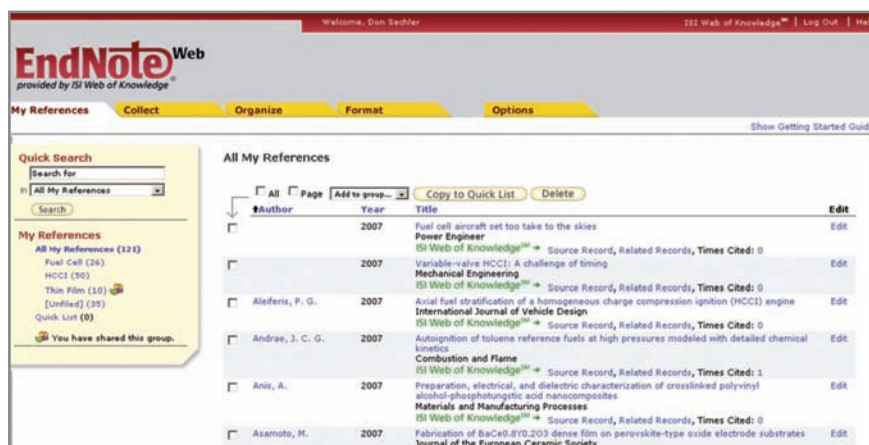 Welcome, Don Sechler
ISI Web of Knowledge℠ | Log Out | Hel
EndNote® Web
provided by ISI Web of Knowledge
My References Collect Organize Format Options
Show Getting Started Guid
Quick Search
Search for
in All My References
Search
My References
All My References (121)
Fuel Cell (26)
HCCI (50)
Thin Film (10)
[Unfiled] (35)
Quick List (0)
You have shared this group.
All My References
All Page Add to group... Copy to Quick List Delete
Author Year Title Edit
2007 Fuel cell aircraft set too take to the skies Edit
Power Engineer
ISI Web of Knowledge℠ Source Record, Related Records, Times Cited: 0
2007 Variable-valve HCCI: A challenge of timing Edit
Mechanical Engineering
ISI Web of Knowledge℠ Source Record, Related Records, Times Cited: 0
Aleiferis, P. G. 2007 Axial fuel stratification of a homogeneous charge compression ignition (HCCI) engine Edit
International Journal of Vehicle Design
ISI Web of Knowledge℠ Source Record, Related Records, Times Cited: 0
Andrae, J. C. G. 2007 Autoignition of toluene reference fuels at high pressures modeled with detailed chemical Edit
kinetics
Combustion and Flame
ISI Web of Knowledge℠ Source Record, Related Records, Times Cited: 1
Anis, A. 2007 Preparation, electrical, and dielectric characterization of crosslinked polyvinyl Edit
alcohol-phosphotungstic acid nanocomposites
Materials and Manufacturing Processes
ISI Web of Knowledge℠ Source Record, Related Records, Times Cited: 0
Asamoto, M. 2007 Fabrication of BaCe0.8Y0.2O3 dense film on perovskite-type oxide electrode substrates Edit
Journal of the European Ceramic Society